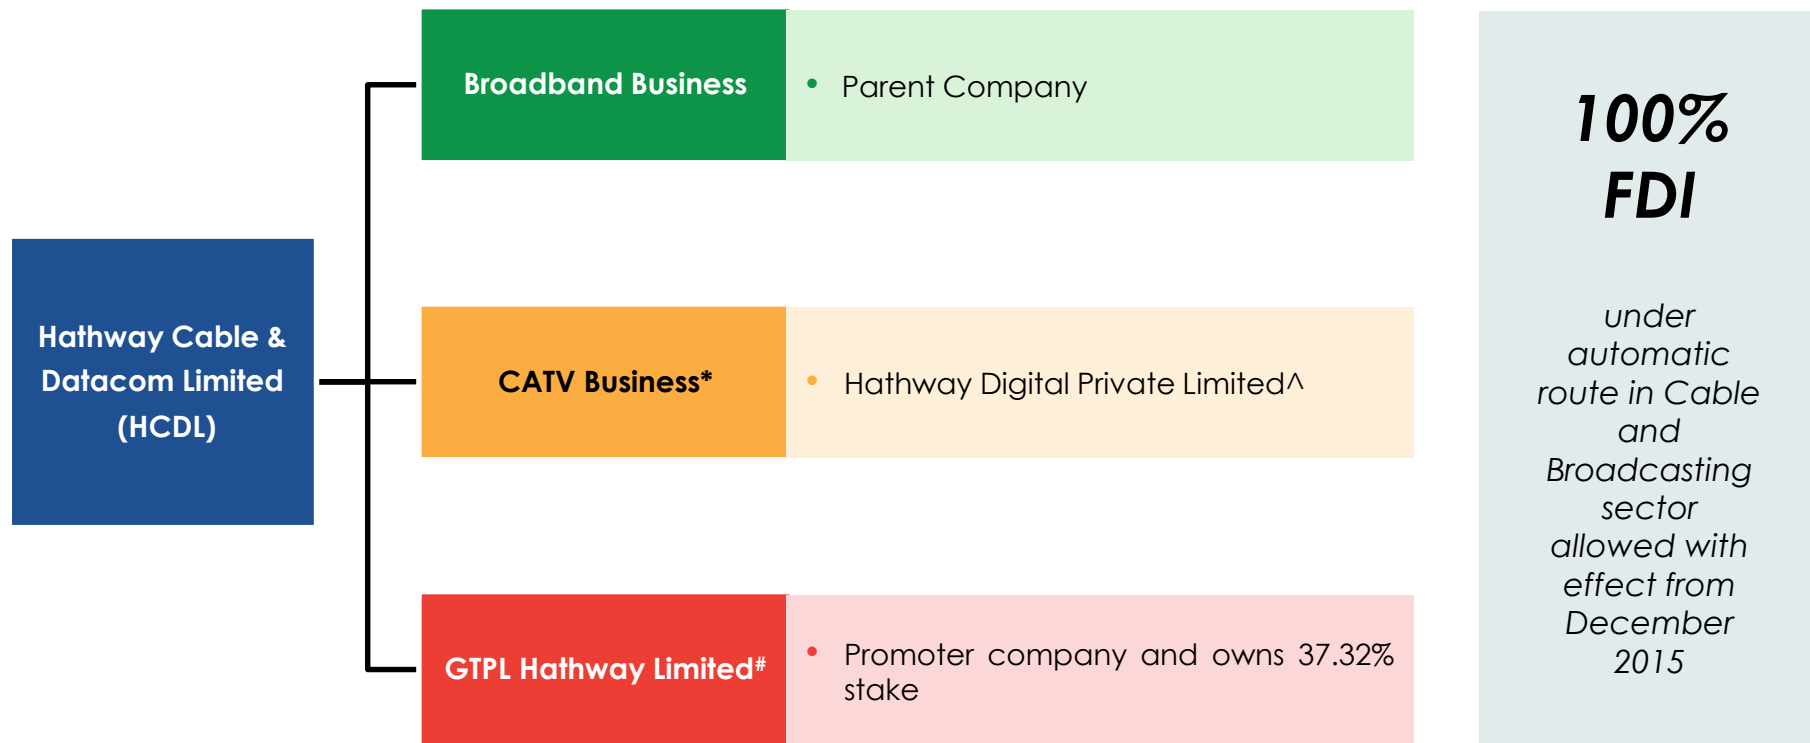 Hathway Cable &
Datacom Limited
(HCDL)
Broadband Business
• Parent Company
CATV Business*
• Hathway Digital Private Limited^
GTPL Hathway Limited#
• Promoter company and owns 37.32%
stake
100%
FDI
under
automatic
route in Cable
and
Broadcasting
sector
allowed with
effect from
December
2015